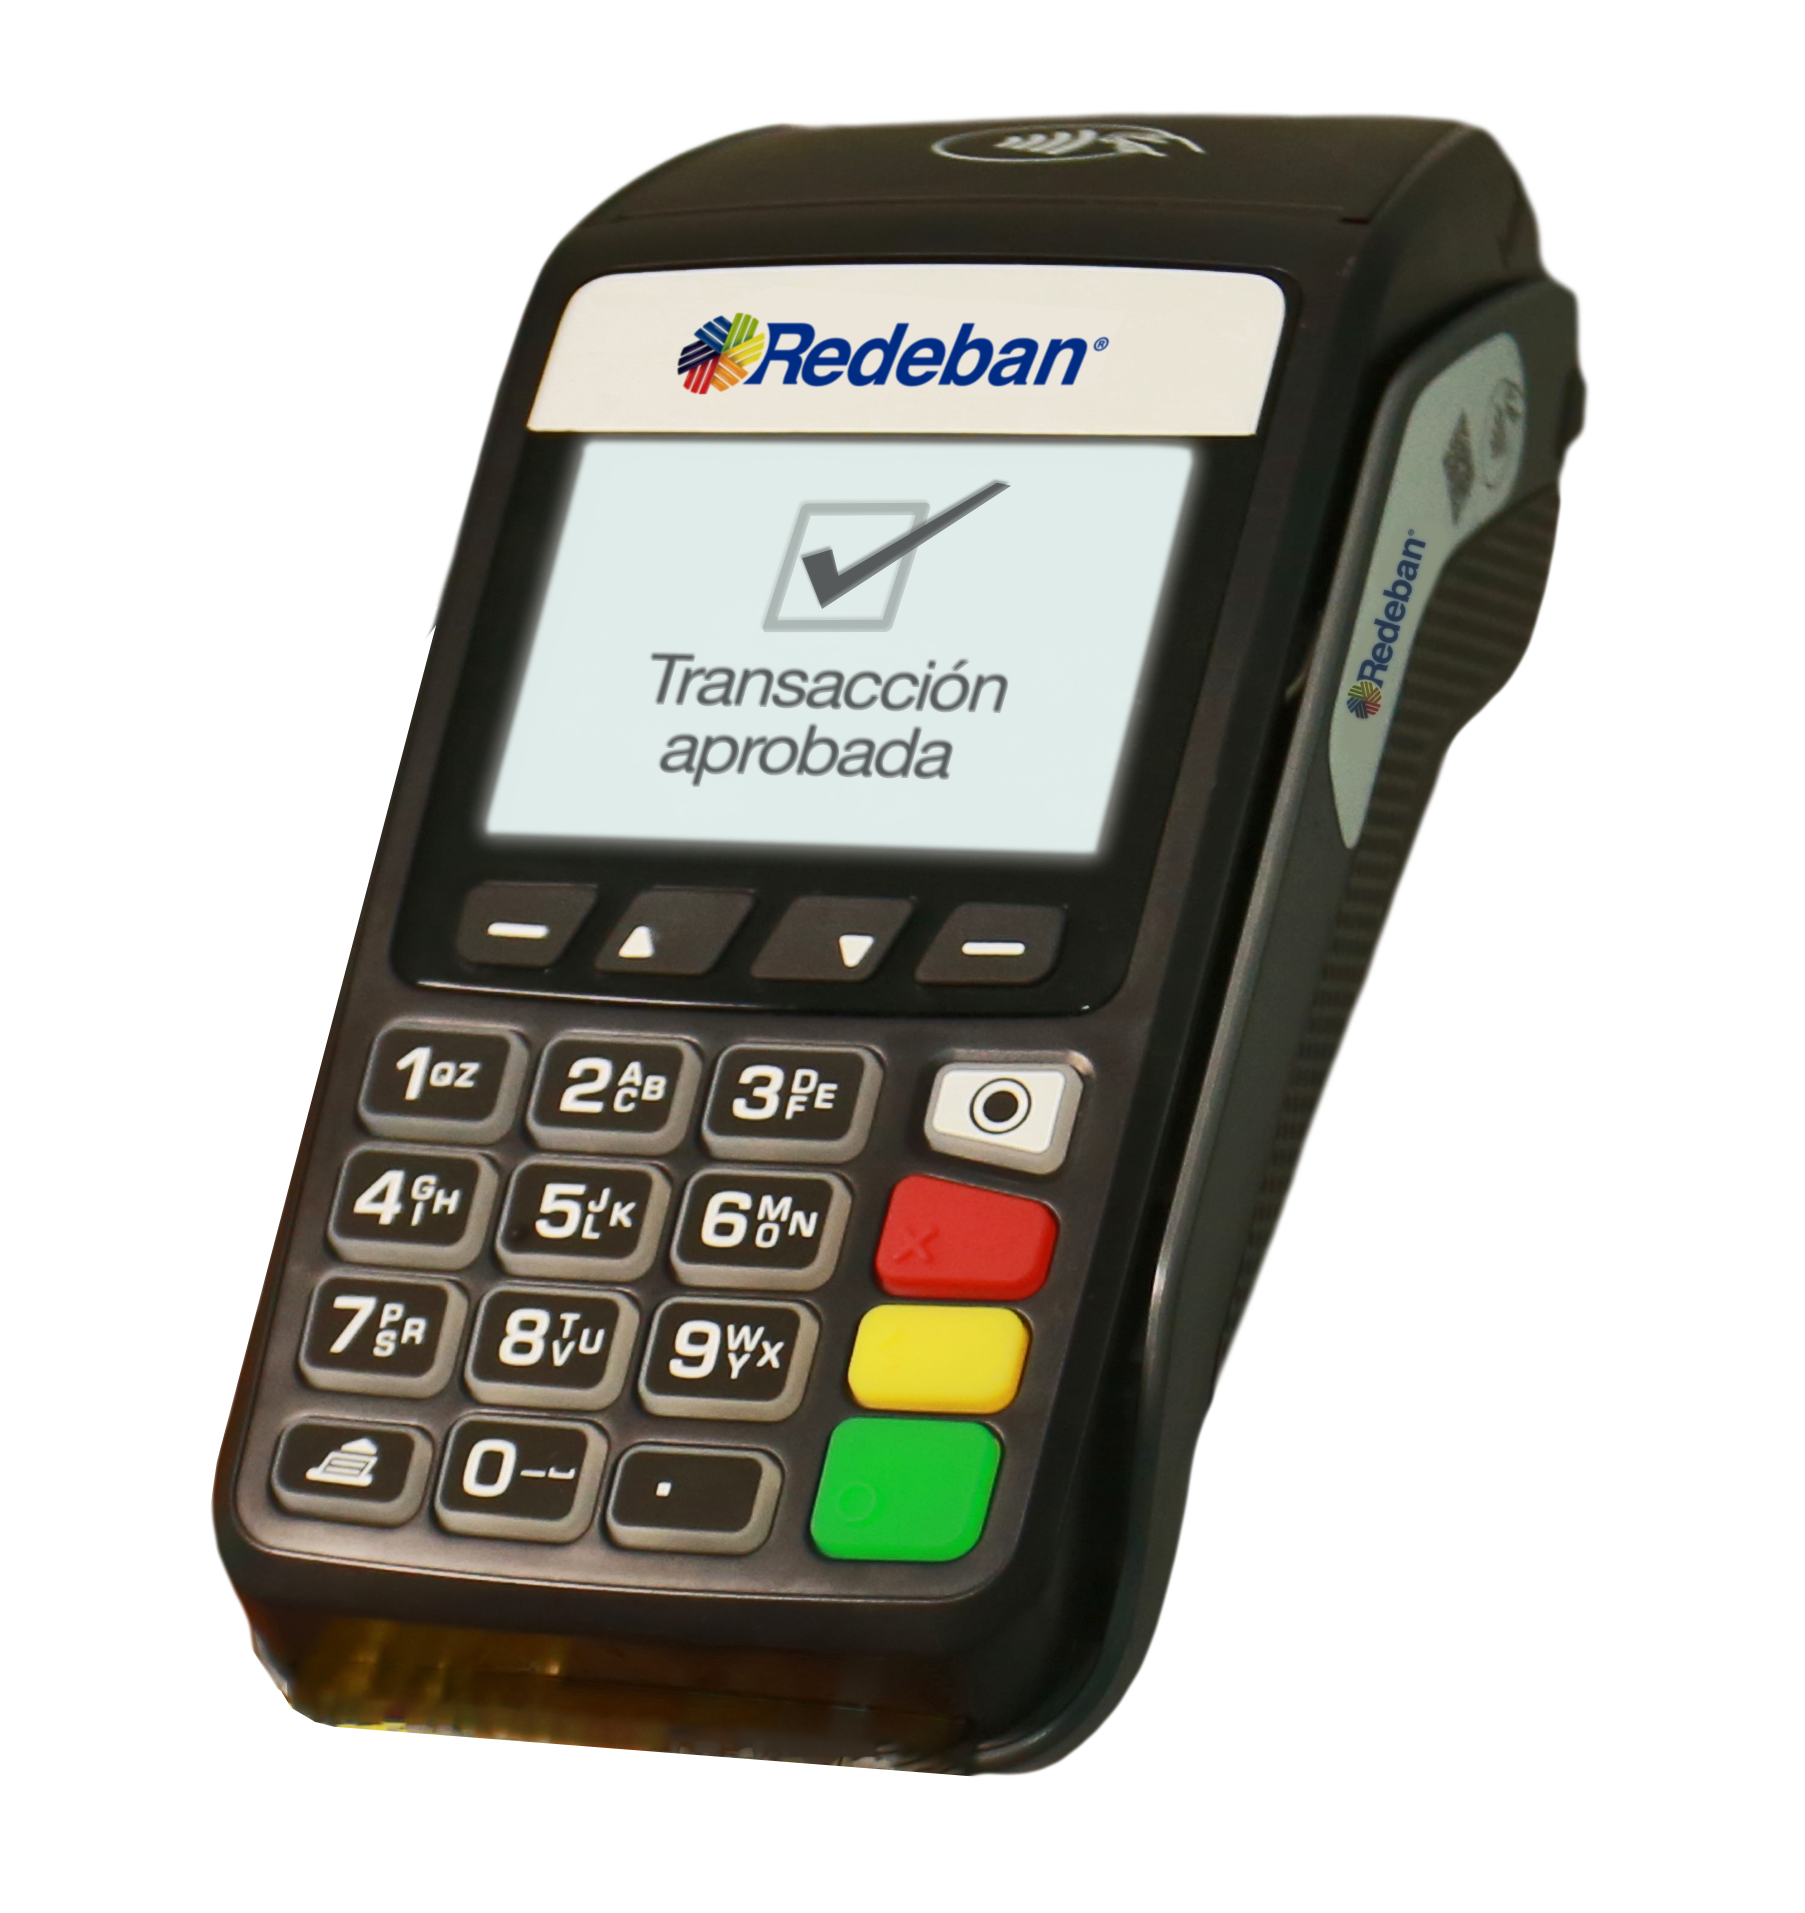 Redeban®
Transacción
aprobada
Redeban®
1 QZ
2 ABC
3 DEF
4 GHI
5 JKL
6 MNO
7 PRS
8 TUV
9 WXY
0
.